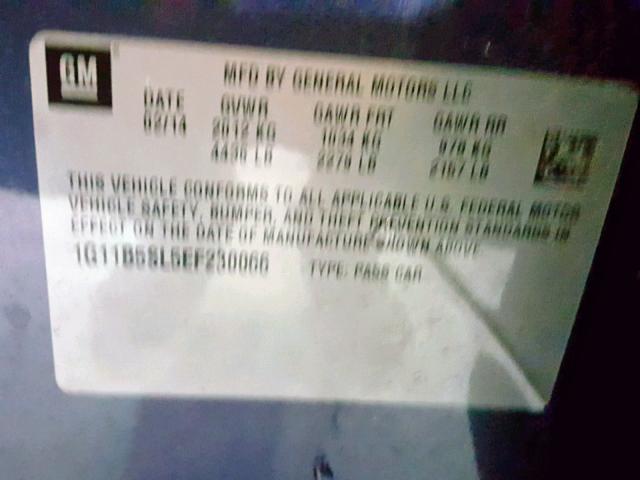 GM
MFD BY GENERAL MOTORS LLC
DATE GVWR GAWR FRT GAWR RR
02/14 2012 KG 1034 KG 978 KG
4436 LB 2279 LB 2157 LB
THIS VEHICLE CONFORMS TO ALL APPLICABLE U.S. FEDERAL MOTOR
VEHICLE SAFETY, BUMPER, AND THEFT PREVENTION STANDARDS IN
EFFECT ON THE DATE OF MANUFACTURE SHOWN ABOVE
1G11B5SL5EF230066 TYPE: PASS CAR